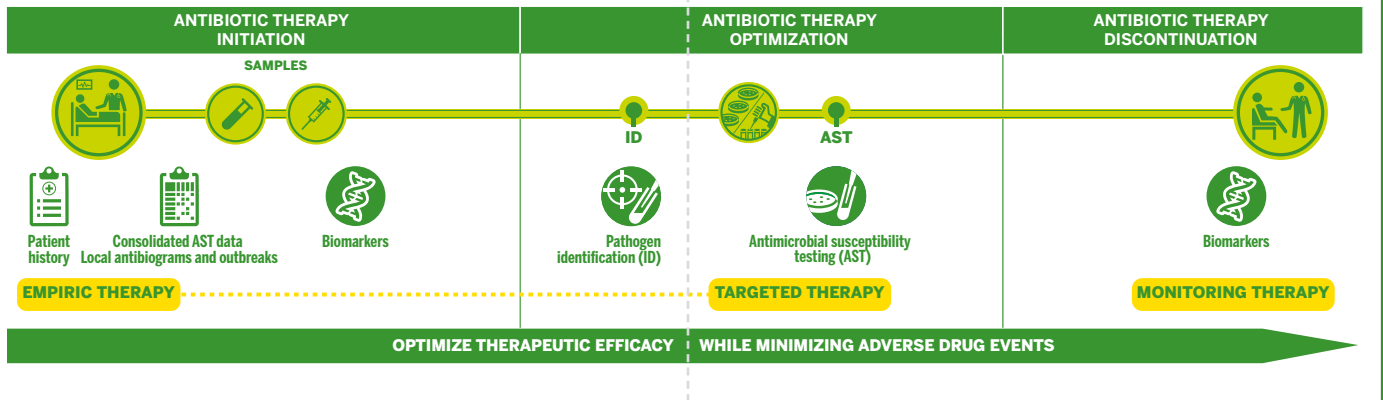 ANTIBIOTIC THERAPY
INITIATION
ANTIBIOTIC THERAPY
OPTIMIZATION
ANTIBIOTIC THERAPY
DISCONTINUATION
SAMPLES
ID
AST
Patient
history
Consolidated AST data
Local antibiograms and outbreaks
Biomarkers
Pathogen
identification (ID)
Antimicrobial susceptibility
testing (AST)
Biomarkers
EMPIRIC THERAPY
TARGETED THERAPY
MONITORING THERAPY
OPTIMIZE THERAPEUTIC EFFICACY WHILE MINIMIZING ADVERSE DRUG EVENTS